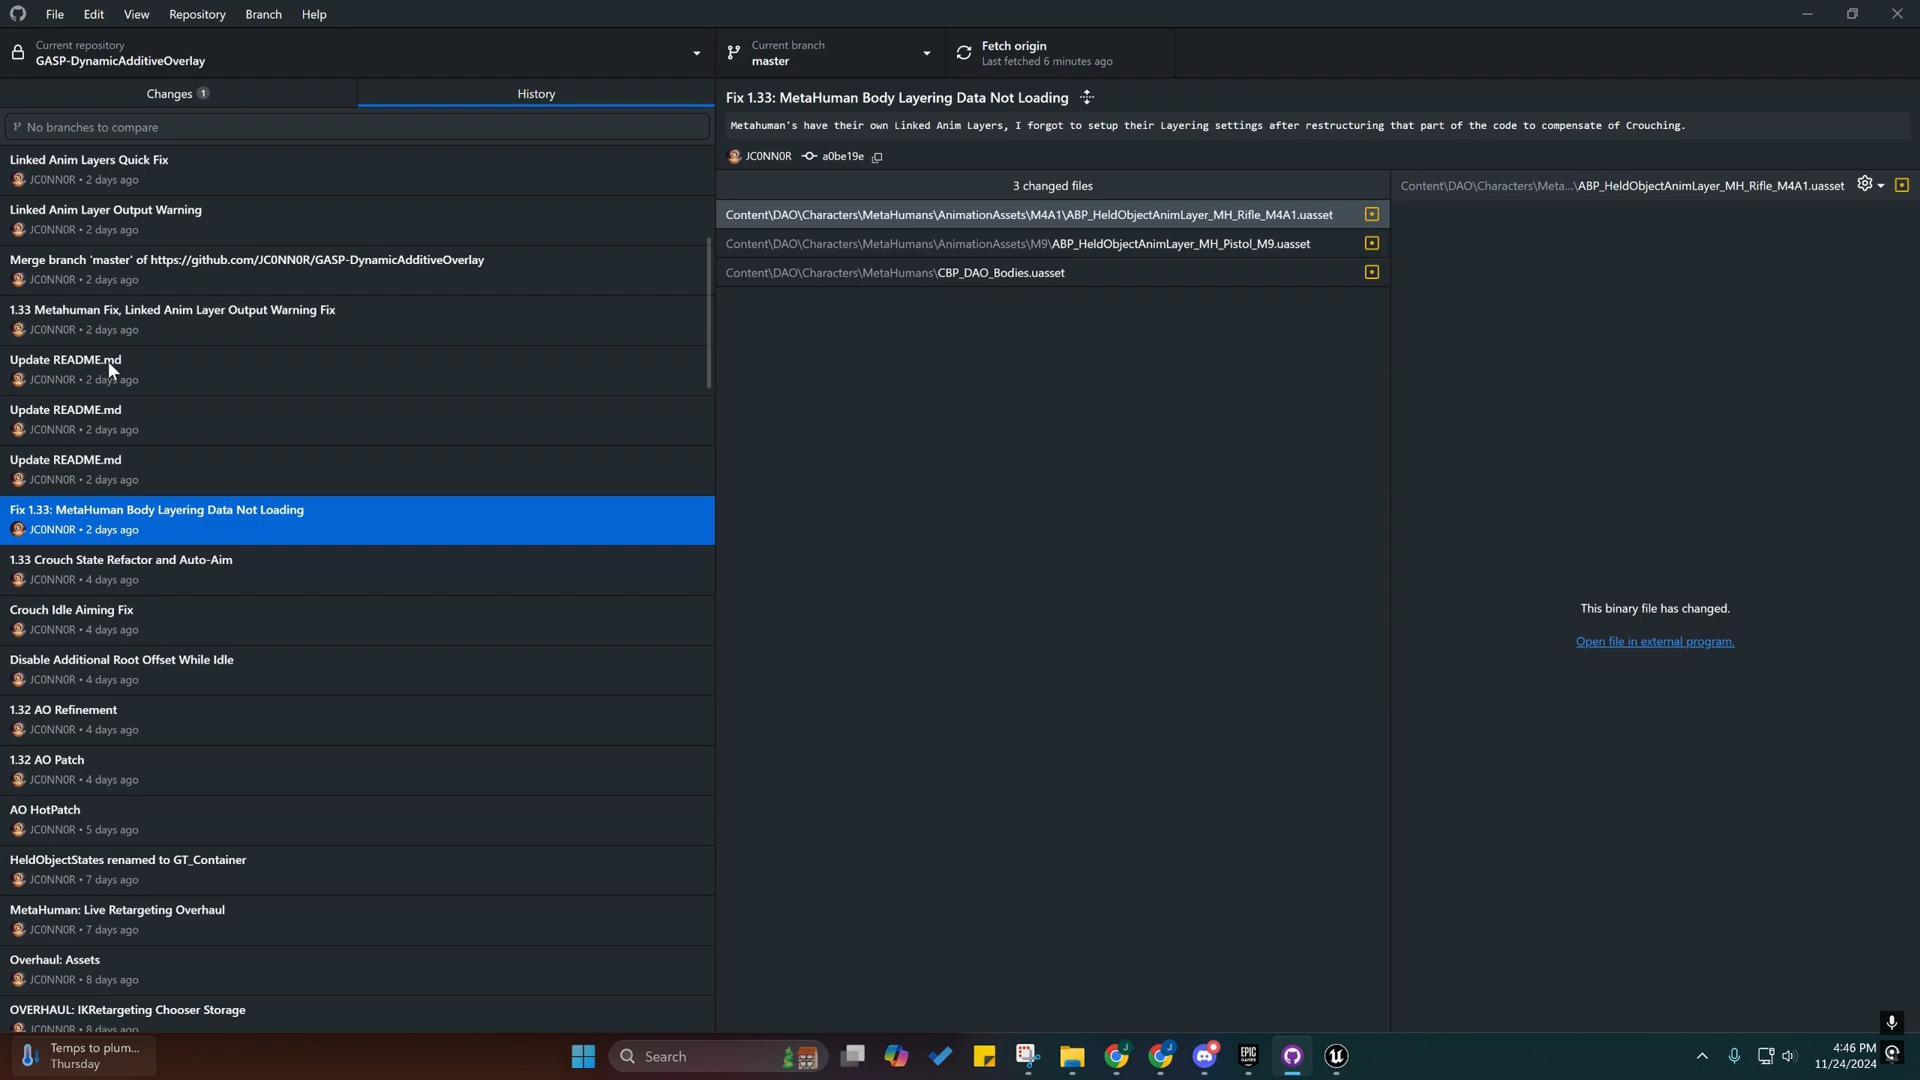 File Edit View Repository Branch Help
Current repository
GASP-DynamicAdditiveOverlay
Current branch
master
Fetch origin
Last fetched 6 minutes ago
Changes 1
History
No branches to compare
Linked Anim Layers Quick Fix
JC0NN0R • 2 days ago
Linked Anim Layer Output Warning
JC0NN0R • 2 days ago
Merge branch 'master' of https://github.com/JC0NN0R/GASP-DynamicAdditiveOverlay
JC0NN0R • 2 days ago
1.33 Metahuman Fix, Linked Anim Layer Output Warning Fix
JC0NN0R • 2 days ago
Update README.md
JC0NN0R • 2 days ago
Update README.md
JC0NN0R • 2 days ago
Update README.md
JC0NN0R • 2 days ago
Fix 1.33: MetaHuman Body Layering Data Not Loading
JC0NN0R • 2 days ago
1.33 Crouch State Refactor and Auto-Aim
JC0NN0R • 4 days ago
Crouch Idle Aiming Fix
JC0NN0R • 4 days ago
Disable Additional Root Offset While Idle
JC0NN0R • 4 days ago
1.32 AO Refinement
JC0NN0R • 4 days ago
1.32 AO Patch
JC0NN0R • 4 days ago
AO HotPatch
JC0NN0R • 5 days ago
HeldObjectStates renamed to GT_Container
JC0NN0R • 7 days ago
MetaHuman: Live Retargeting Overhaul
JC0NN0R • 7 days ago
Overhaul: Assets
JC0NN0R • 8 days ago
OVERHAUL: IKRetargeting Chooser Storage
JC0NN0R • 8 days ago
Fix 1.33: MetaHuman Body Layering Data Not Loading
Metahuman's have their own Linked Anim Layers, I forgot to setup their Layering settings after restructuring that part of the code to compensate of Crouching.
JC0NN0R a0be19e
3 changed files
Content\DAO\Characters\MetaHumans\AnimationAssets\M4A1\ABP_HeldObjectAnimLayer_MH_Rifle_M4A1.uasset
Content\DAO\Characters\MetaHumans\AnimationAssets\M9\ABP_HeldObjectAnimLayer_MH_Pistol_M9.uasset
Content\DAO\Characters\MetaHumans\CBP_DAO_Bodies.uasset
Content\DAO\Characters\Meta...\ABP_HeldObjectAnimLayer_MH_Rifle_M4A1.uasset
This binary file has changed.
Open file in external program.
Temps to plum...
Thursday
Search
EPIC
GAMES
4:46 PM
11/24/2024